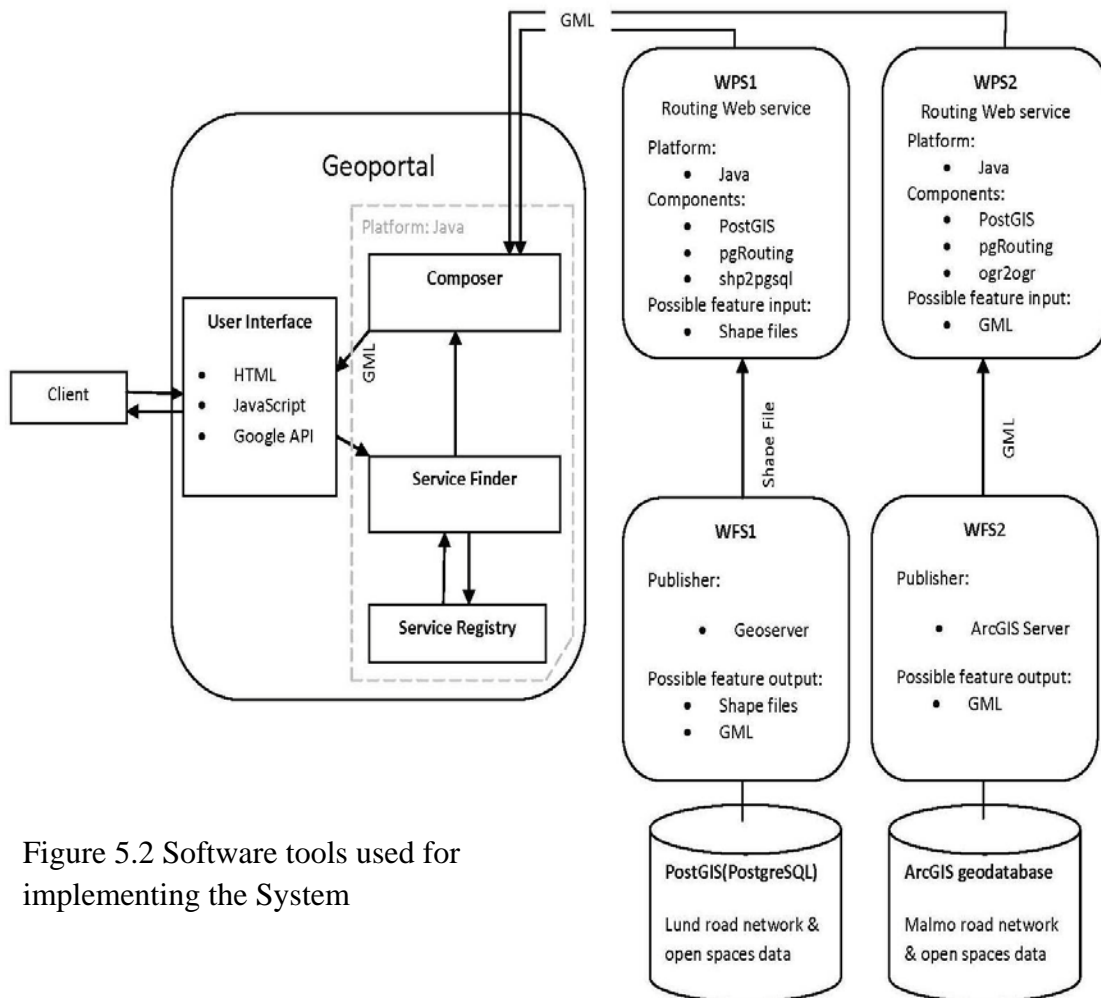 GML
Geoportal
Platform: Java
Composer
GML
User Interface
• HTML
• JavaScript
• Google API
Client
Service Finder
Service Registry
WPS1
Routing Web service
Platform:
• Java
Components:
• PostGIS
• pgRouting
• shp2pgsql
Possible feature input:
• Shape files
WPS2
Routing Web service
Platform:
• Java
Components:
• PostGIS
• pgRouting
• ogr2ogr
Possible feature input:
• GML
Shape File
GML
WFS1
Publisher:
• Geoserver
Possible feature output:
• Shape files
• GML
WFS2
Publisher:
• ArcGIS Server
Possible feature output:
• GML
PostGIS(PostgreSQL)
Lund road network &
open spaces data
ArcGIS geodatabase
Malmo road network
& open spaces data
Figure 5.2 Software tools used for
implementing the System